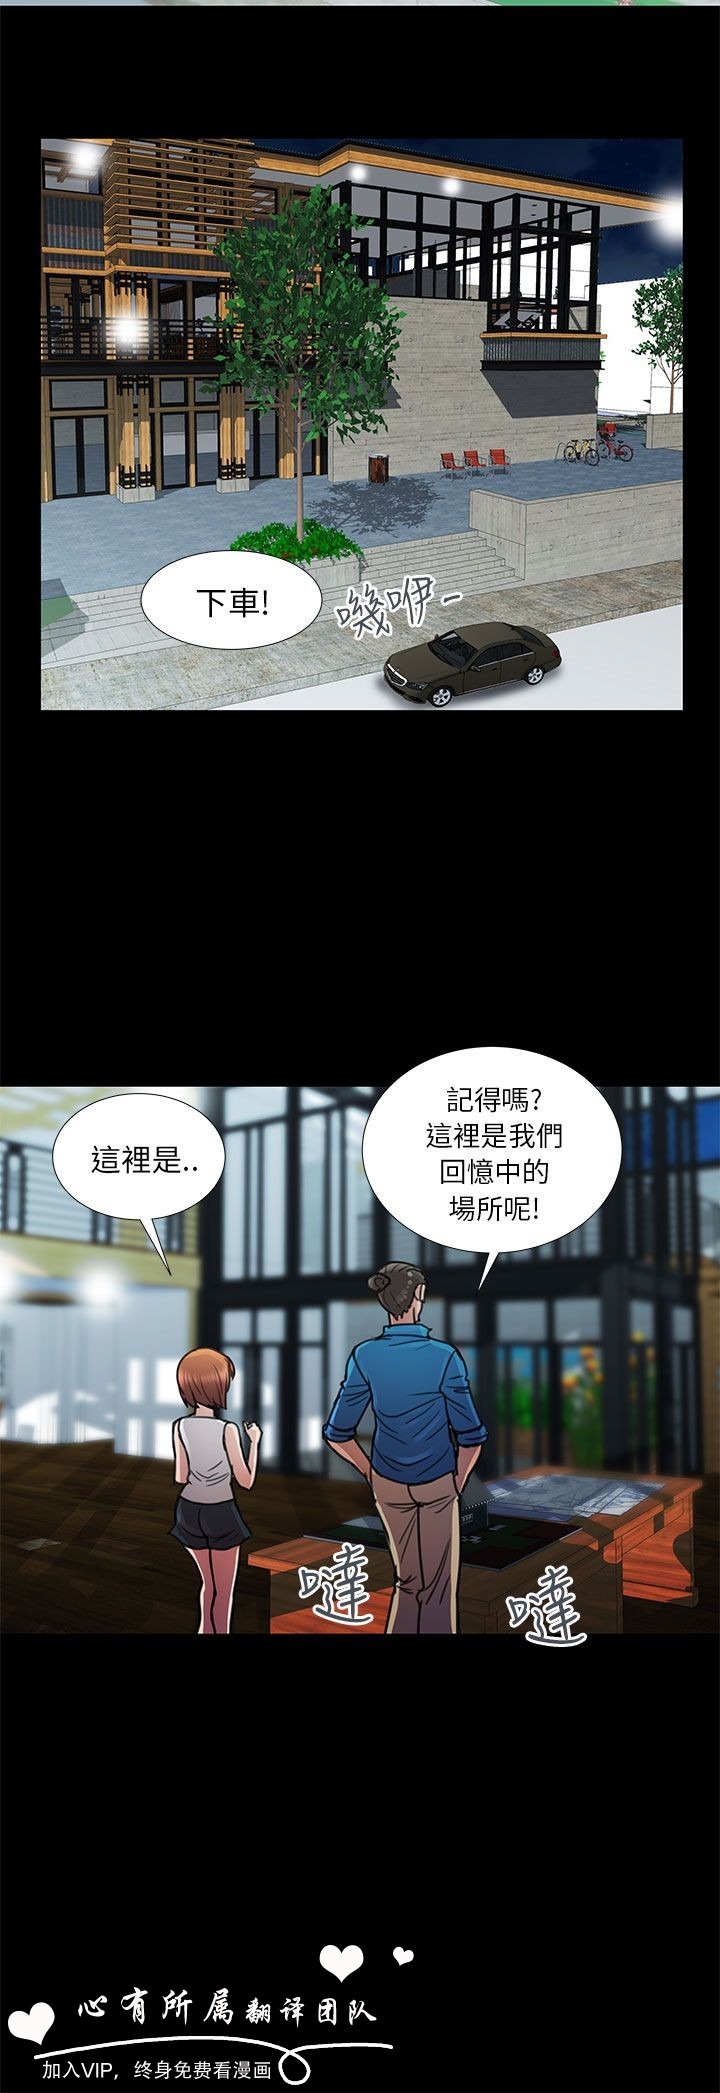 下車!
嘰咿-
這裡是..
記得嗎?
這裡是我們
回憶中的
場所呢!
噠
噠
心有所属翻译团队
加入VIP，终身免费看漫画